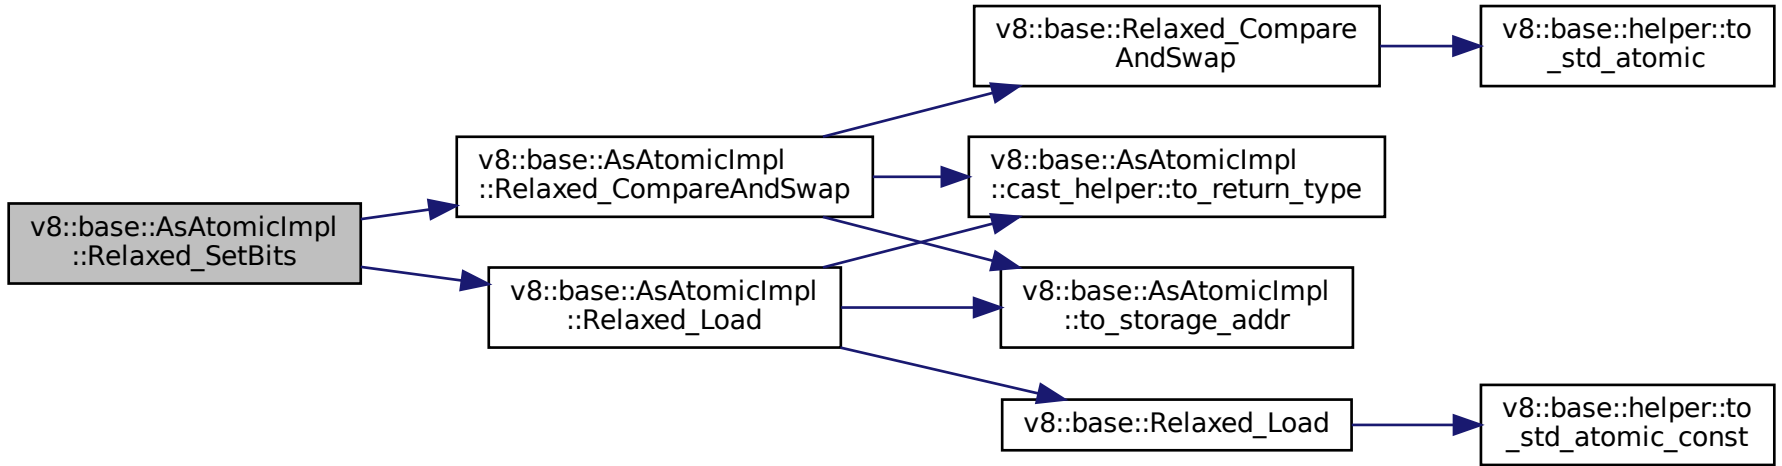 v8::base::AsAtomicImpl
::Relaxed_SetBits
v8::base::AsAtomicImpl
::Relaxed_CompareAndSwap
v8::base::AsAtomicImpl
::Relaxed_Load
v8::base::Relaxed_Compare
AndSwap
v8::base::AsAtomicImpl
::cast_helper::to_return_type
v8::base::AsAtomicImpl
::to_storage_addr
v8::base::Relaxed_Load
v8::base::helper::to
_std_atomic
v8::base::helper::to
_std_atomic_const